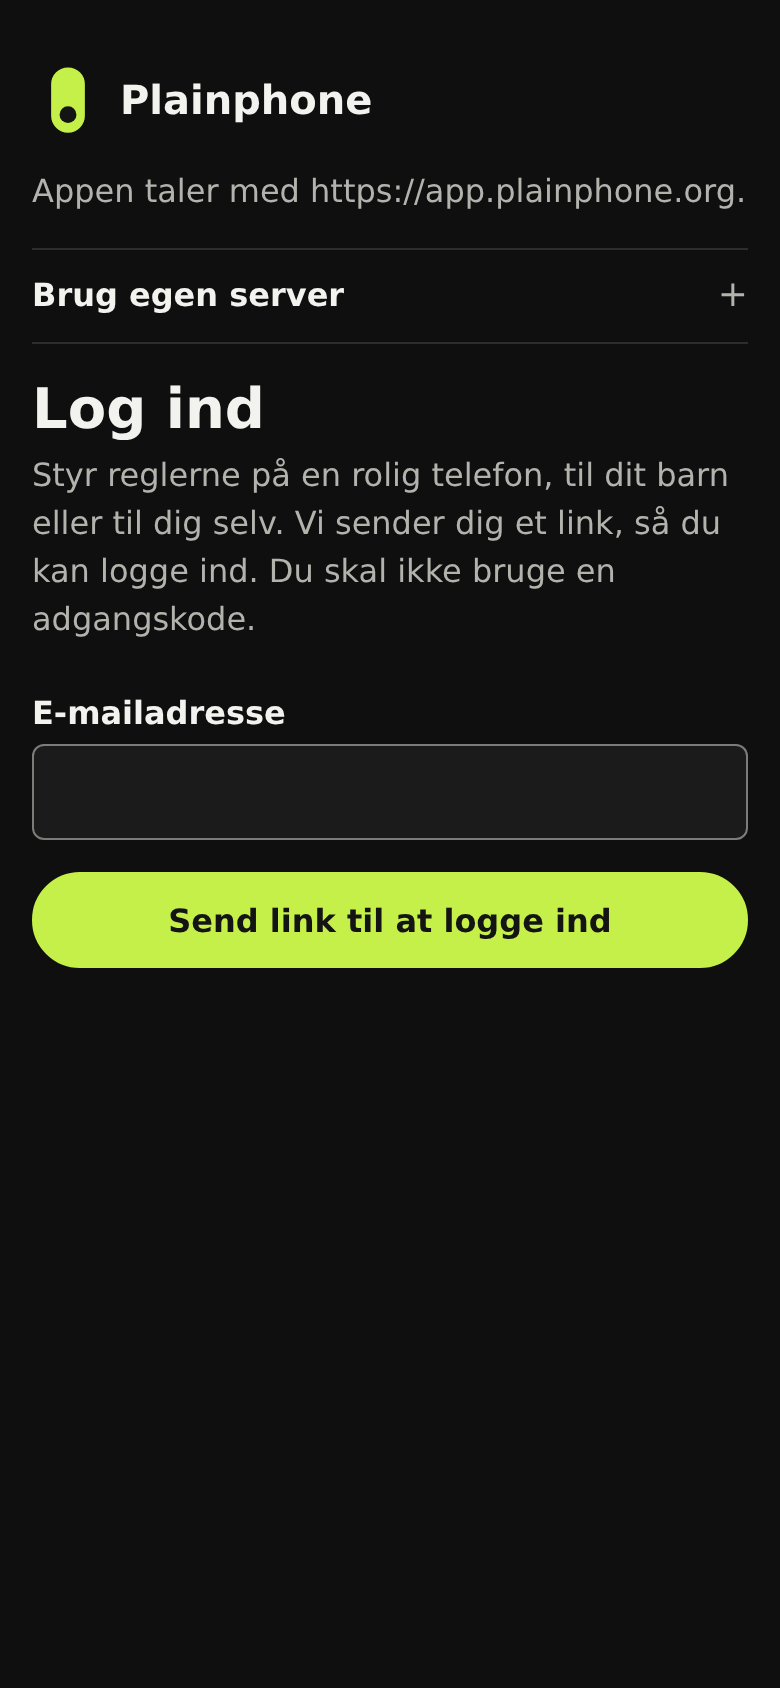 Plainphone
Appen taler med https://app.plainphone.org.
Brug egen server +
Log ind
Styr reglerne på en rolig telefon, til dit barn
eller til dig selv. Vi sender dig et link, så du
kan logge ind. Du skal ikke bruge en
adgangskode.
E-mailadresse
Send link til at logge ind